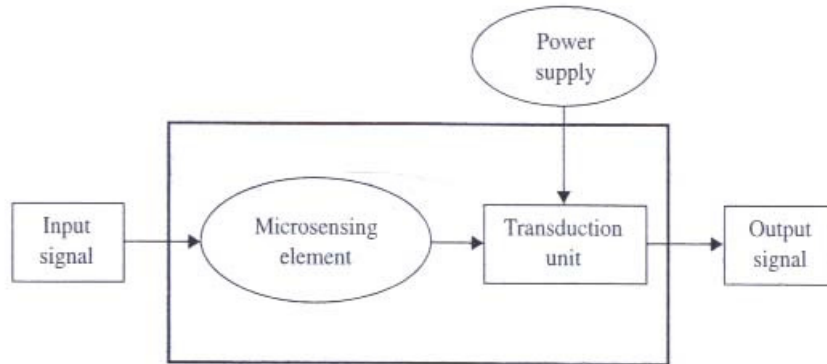 Power
supply
Input
signal
Microsensing
element
Transduction
unit
Output
signal